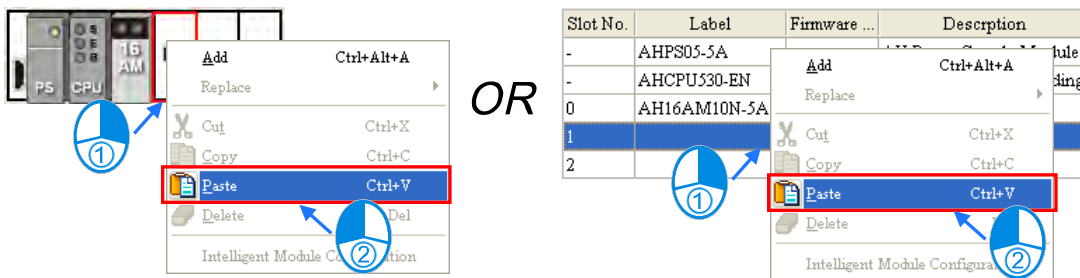 PS CPU 16 AM
①
Add Ctrl+Alt+A
Replace
Cut Ctrl+X
Copy Ctrl+C
Paste Ctrl+V
Delete Del
②
Intelligent Module Co tion
OR
Slot No. Label Firmware ... Descrption
- AHPS05-5A
- AHCPU530-EN
0 AH16AM10N-5A
1
2
①
Add Ctrl+Alt+A
Replace
Cut Ctrl+X
Copy Ctrl+C
Paste Ctrl+V
Delete
②
Intelligent Module Configura